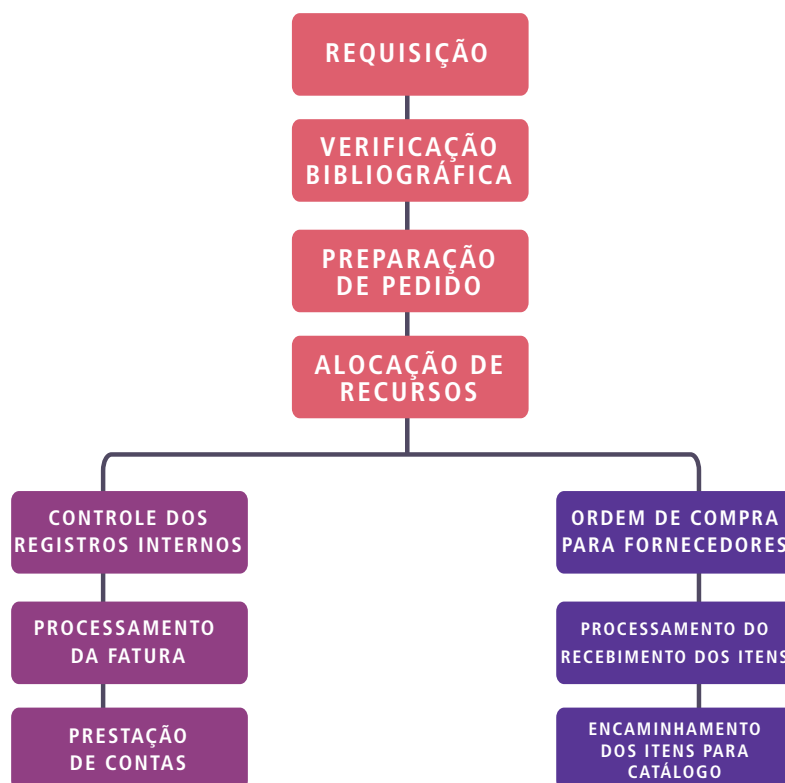 REQUISIÇÃO
VERIFICAÇÃO
BIBLIOGRÁFICA
PREPARAÇÃO
DE PEDIDO
ALOCAÇÃO DE
RECURSOS
CONTROLE DOS
REGISTROS INTERNOS
PROCESSAMENTO
DA FATURA
PRESTAÇÃO
DE CONTAS
ORDEM DE COMPRA
PARA FORNECEDORES
PROCESSAMENTO DO
RECEBIMENTO DOS ITENS
ENCAMINHAMENTO
DOS ITENS PARA
CATÁLOGO